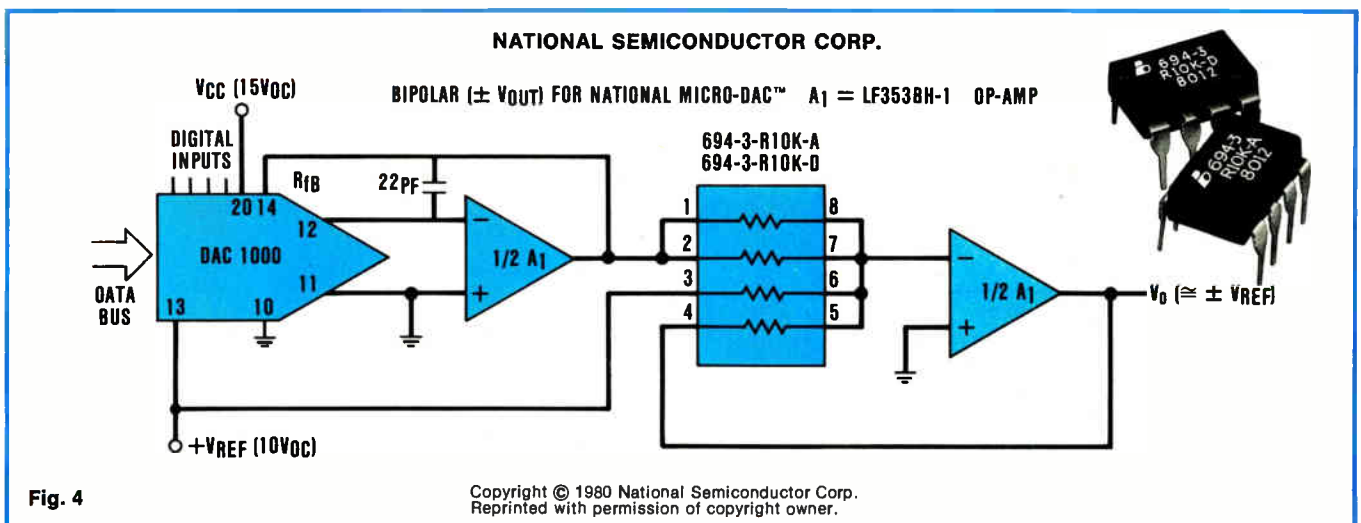 NATIONAL SEMICONDUCTOR CORP.
VCC (15VDC)
BIPOLAR (± VOUT) FOR NATIONAL MICRO-DAC™ A1 = LF353BH-1 OP-AMP
694-3
R10K-D
8012
694-3
R10K-A
8012
DIGITAL
INPUTS
694-3-R10K-A
694-3-R10K-D
RfB
22PF
20 14
12
DAC 1000
11
13
10
DATA
BUS
−
1/2 A1
+
1
2
3
4
8
7
6
5
−
1/2 A1
+
VO (≅ ± VREF)
+VREF (10VDC)
Fig. 4
Copyright © 1980 National Semiconductor Corp.
Reprinted with permission of copyright owner.